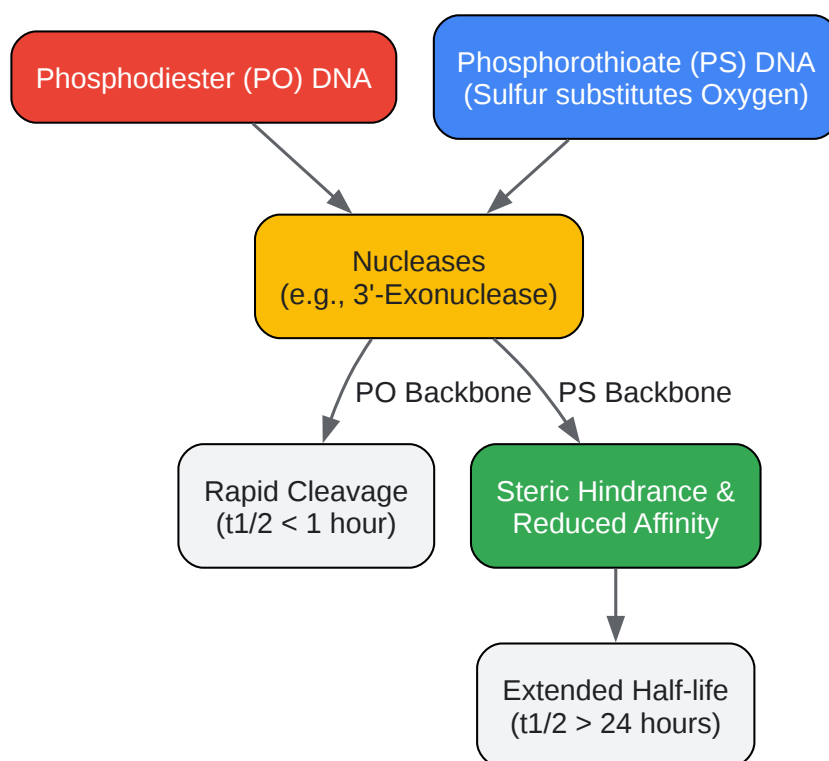 Phosphodiester (PO) DNA
Phosphorothioate (PS) DNA
(Sulfur substitutes Oxygen)
Nucleases
(e.g., 3'-Exonuclease)
PO Backbone
PS Backbone
Rapid Cleavage
(t1/2 < 1 hour)
Steric Hindrance &
Reduced Affinity
Extended Half-life
(t1/2 > 24 hours)